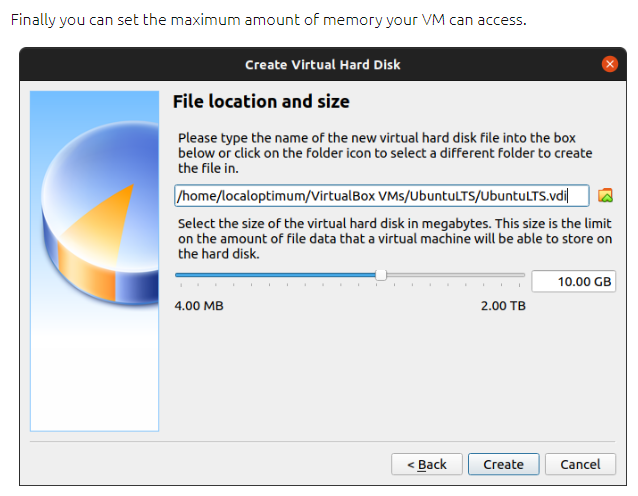 Finally you can set the maximum amount of memory your VM can access.
Create Virtual Hard Disk
File location and size
Please type the name of the new virtual hard disk file into the box
below or click on the folder icon to select a different folder to create
the file in.
/home/localoptimum/VirtualBox VMs/UbuntuLTS/UbuntuLTS.vdi
Select the size of the virtual hard disk in megabytes. This size is the limit
on the amount of file data that a virtual machine will be able to store on
the hard disk.
10.00 GB
4.00 MB 2.00 TB
< Back Create Cancel